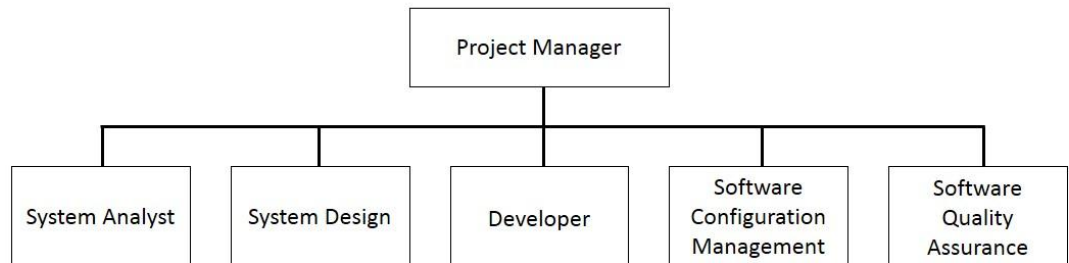 Project Manager
System Analyst
System Design
Developer
Software
Configuration
Management
Software
Quality
Assurance